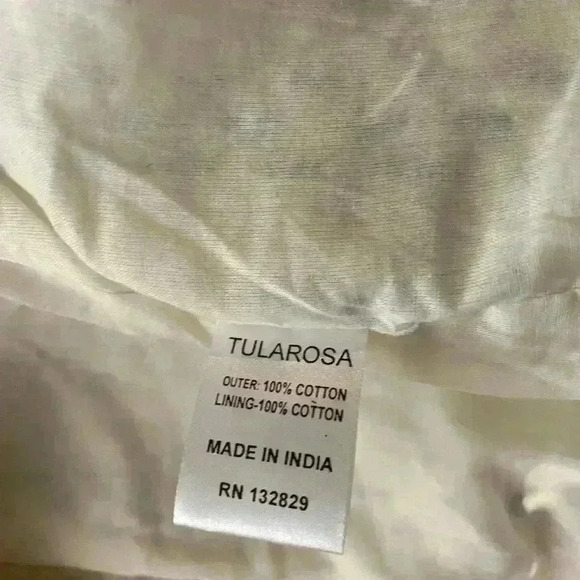 TULAROSA
OUTER: 100% COTTON
LINING-100% COTTON
MADE IN INDIA
RN 132829